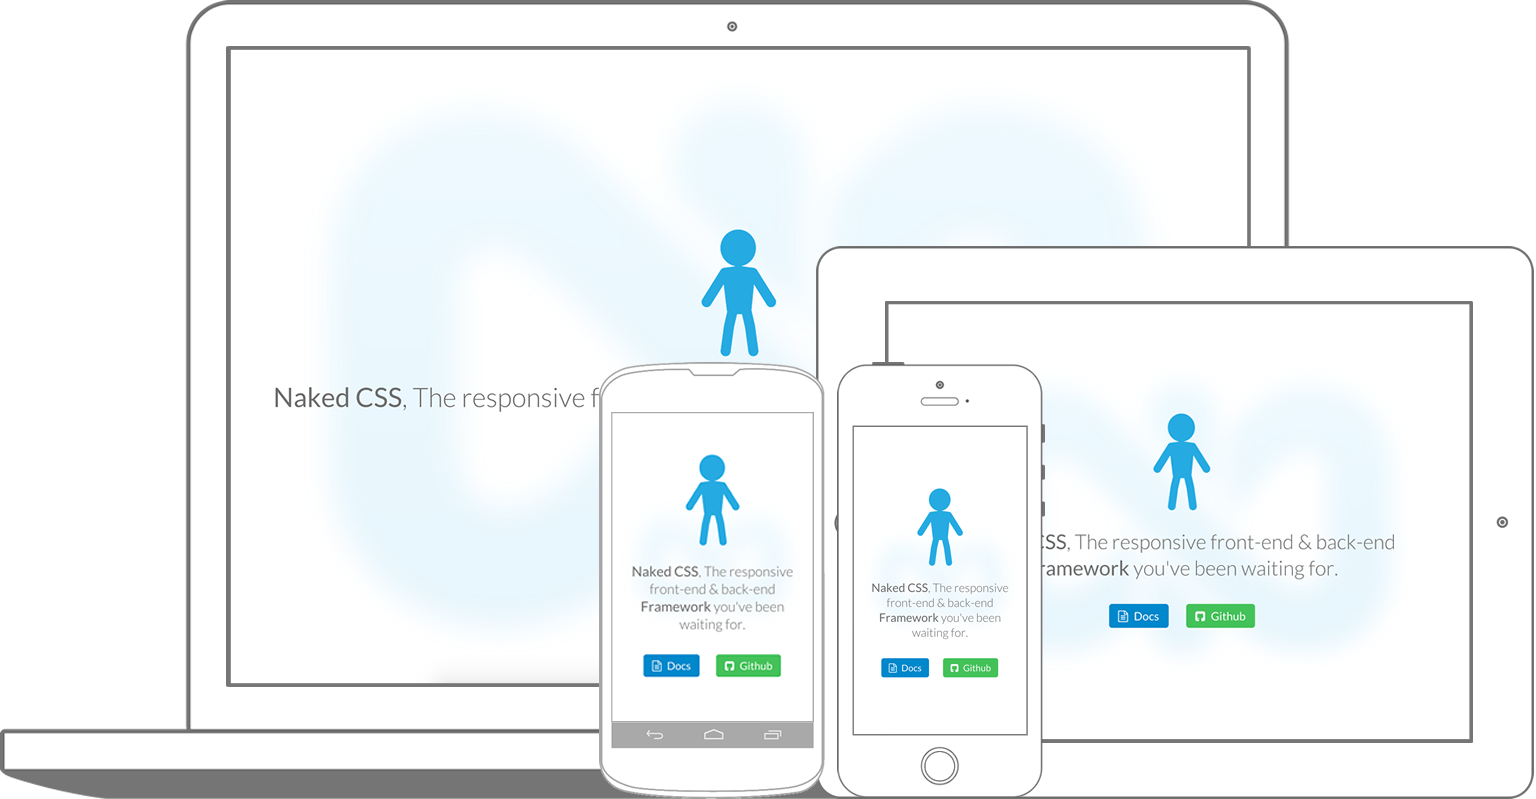 Naked CSS, The responsive f
Naked CSS, The responsive
front-end & back-end
Framework you've been
waiting for.
Docs
Github
Naked CSS, The responsive
front-end & back-end
Framework you've been
waiting for.
Docs
Github
CSS, The responsive front-end & back-end
ramework you've been waiting for.
Docs
Github